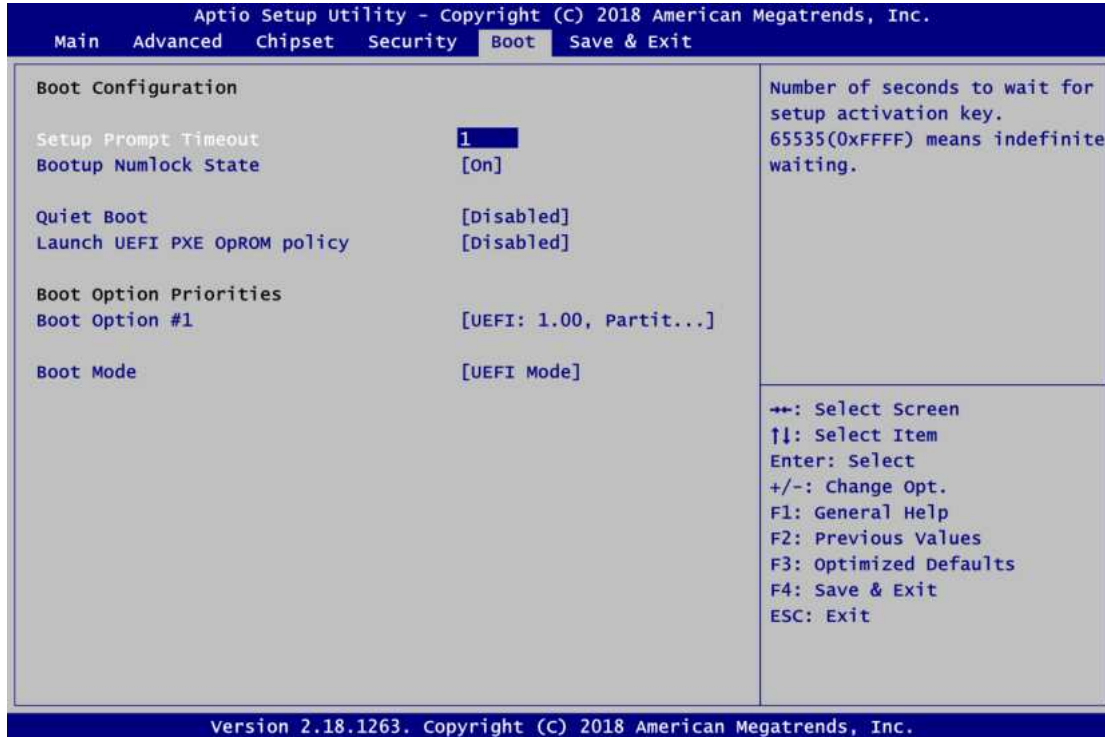 Aptio Setup Utility - Copyright (C) 2018 American Megatrends, Inc.
Main Advanced Chipset Security Boot Save & Exit
Boot Configuration
Setup Prompt Timeout 1
Bootup Numlock State [On]
Quiet Boot [Disabled]
Launch UEFI PXE OpROM policy [Disabled]
Boot Option Priorities
Boot Option #1 [UEFI: 1.00, Partit...]
Boot Mode [UEFI Mode]
Number of seconds to wait for
setup activation key.
65535(0xFFFF) means indefinite
waiting.
→←: Select Screen
↑↓: Select Item
Enter: Select
+/-: Change Opt.
F1: General Help
F2: Previous Values
F3: Optimized Defaults
F4: Save & Exit
ESC: Exit
Version 2.18.1263. Copyright (C) 2018 American Megatrends, Inc.